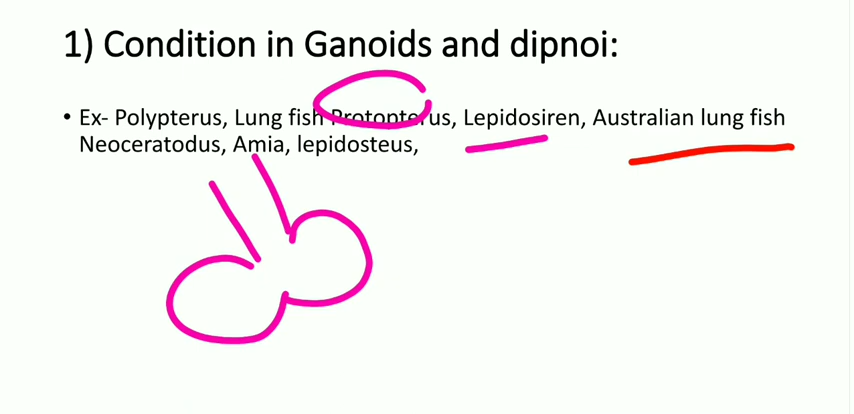 1) Condition in Ganoids and dipnoi:
• Ex- Polypterus, Lung fish Protopterus, Lepidosiren, Australian lung fish
Neoceratodus, Amia, lepidosteus,